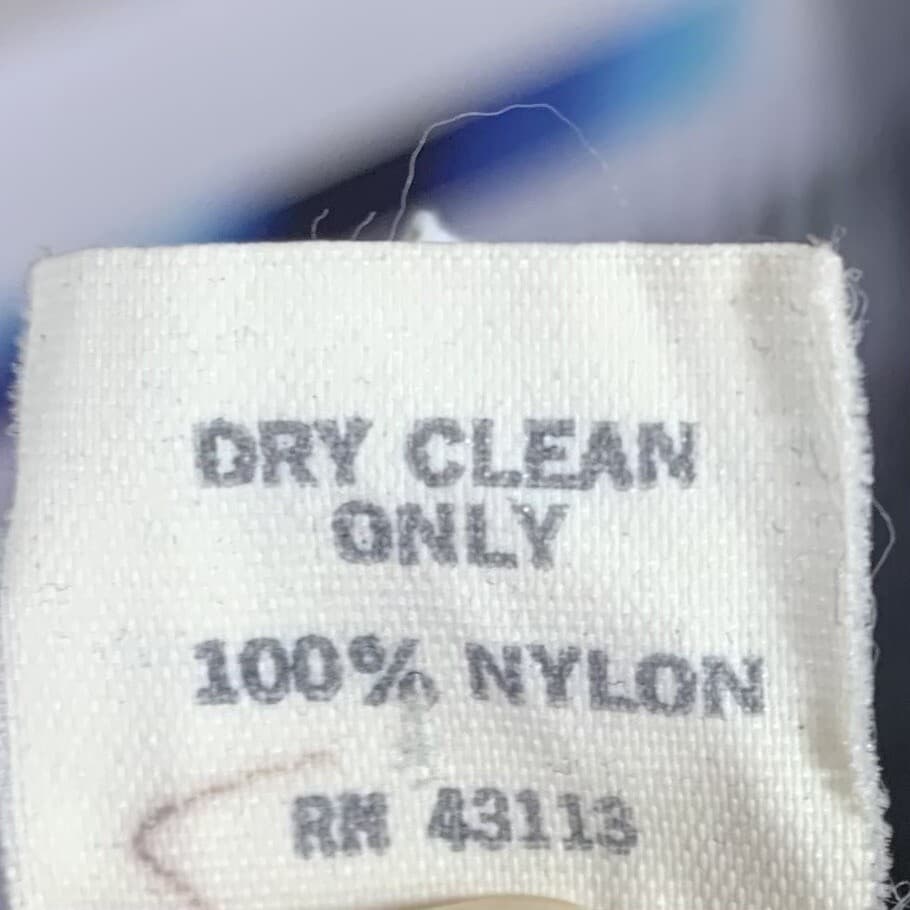 DRY CLEAN
ONLY
100% NYLON
RN 43113